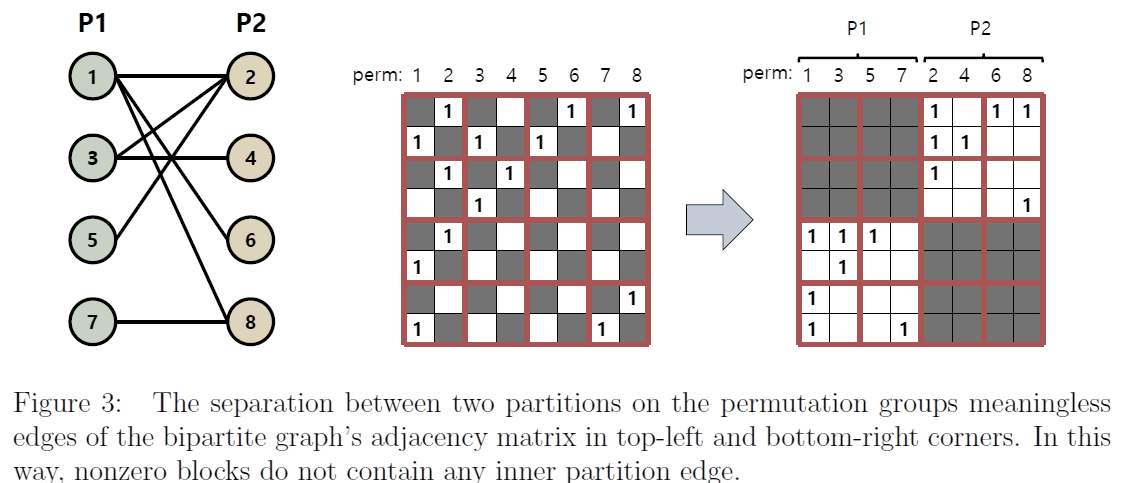 P1 P2
1 2
3 4
5 6
7 8
perm: 1 2 3 4 5 6 7 8
1 1 1
1 1 1
1 1
1
1
1
1
1 1
P1 P2
perm: 1 3 5 7 2 4 6 8
1 1 1
1 1
1
1
1 1 1
1
1
1 1
Figure 3: The separation between two partitions on the permutation groups meaningless
edges of the bipartite graph's adjacency matrix in top-left and bottom-right corners. In this
way, nonzero blocks do not contain any inner partition edge.